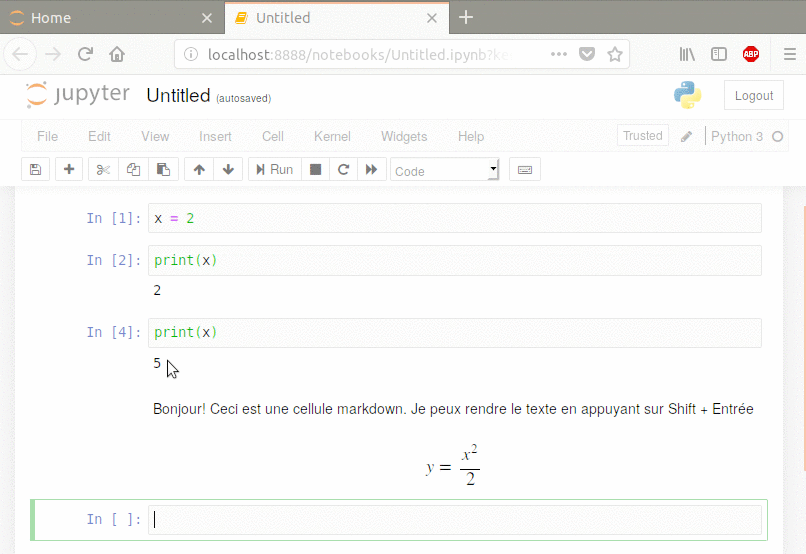 Home
Untitled
localhost:8888/notebooks/Untitled.ipynb?ke
ABP
jupyter Untitled (autosaved)
Logout
File Edit View Insert Cell Kernel Widgets Help
Trusted
Python 3
Run
Code
In [1]: x = 2
In [2]: print(x)
2
In [4]: print(x)
5
Bonjour! Ceci est une cellule markdown. Je peux rendre le texte en appuyant sur Shift + Entrée
y = x² / 2
In [ ]: